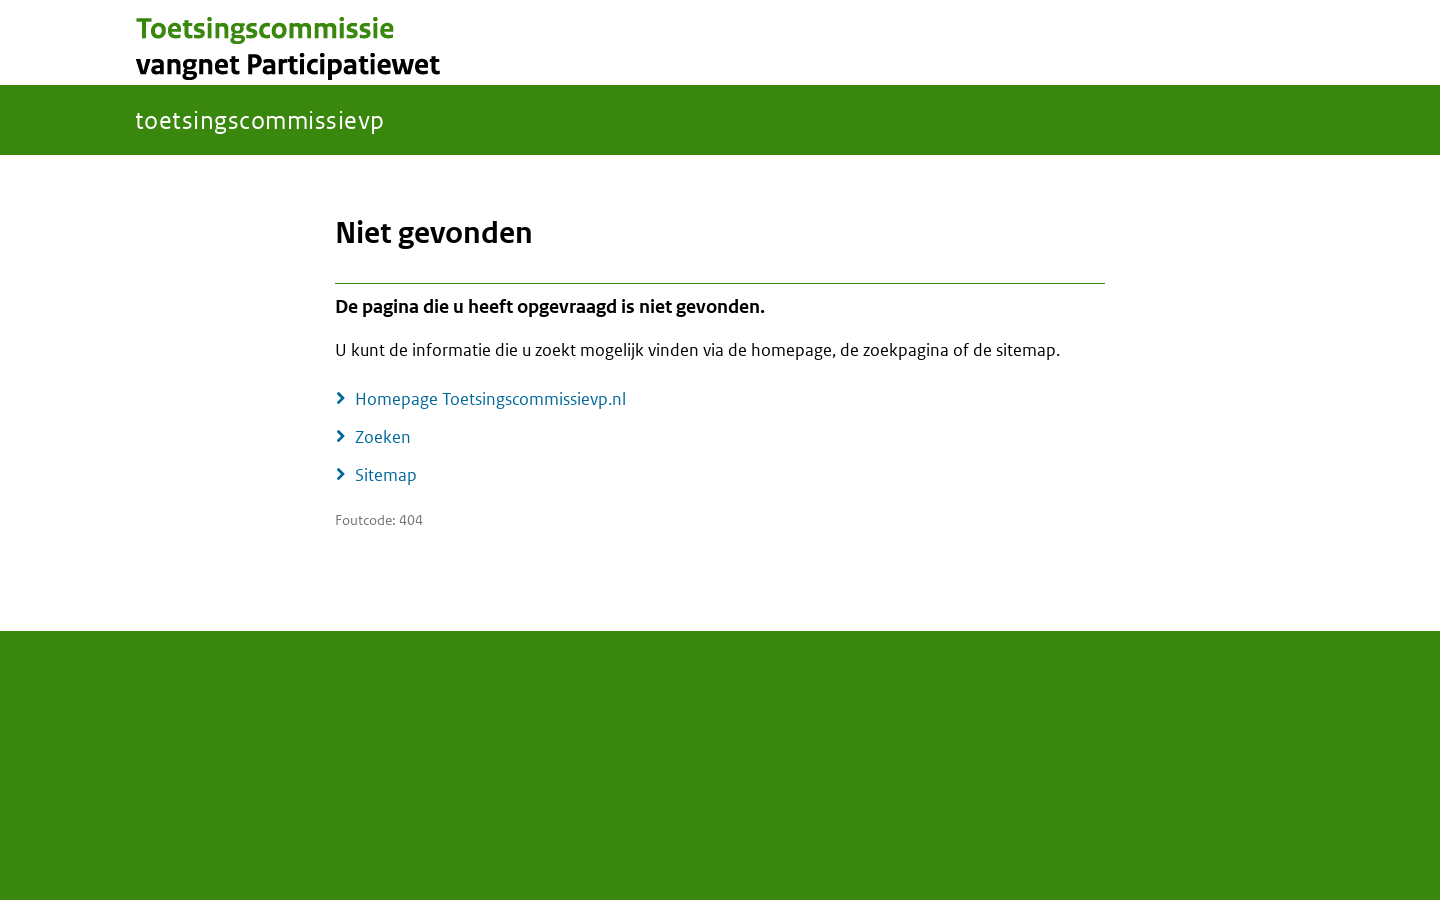 Toetsingscommissie
vangnet Participatiewet
toetsingscommissievp
Niet gevonden
De pagina die u heeft opgevraagd is niet gevonden.
U kunt de informatie die u zoekt mogelijk vinden via de homepage, de zoekpagina of de sitemap.
Homepage Toetsingscommissievp.nl
Zoeken
Sitemap
Foutcode: 404